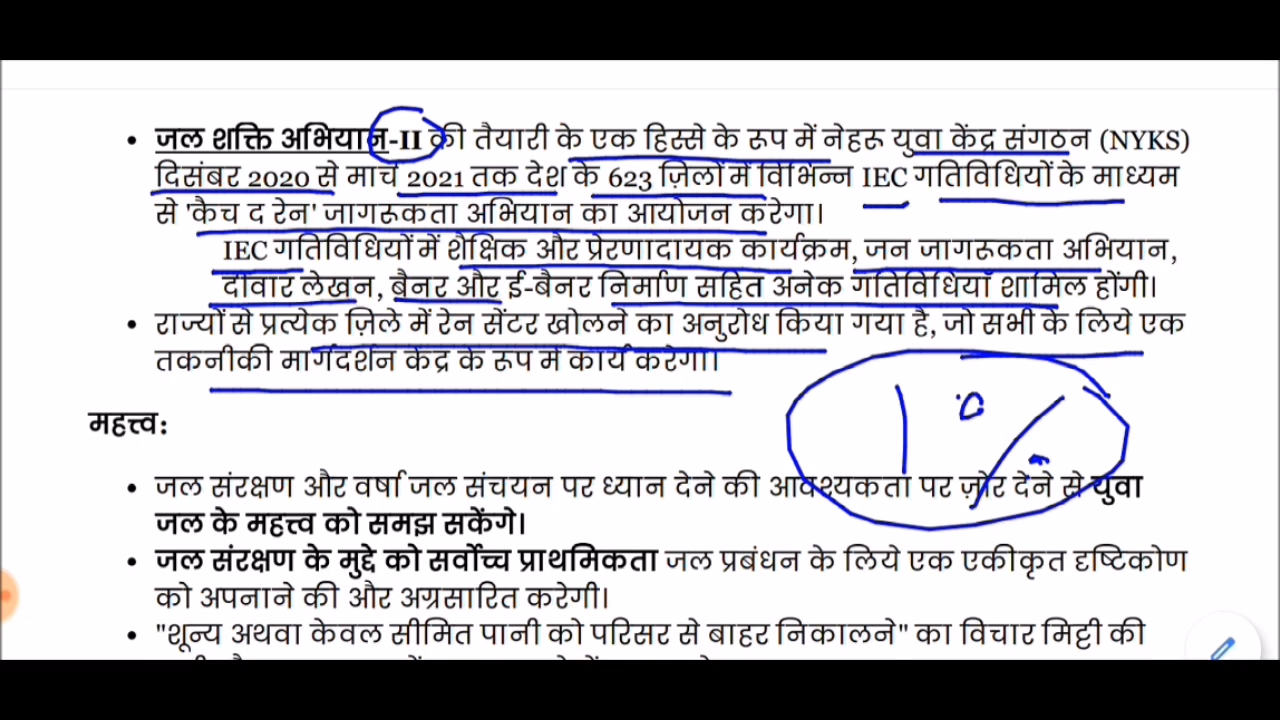 • जल शक्ति अभियान-II की तैयारी के एक हिस्से के रूप में नेहरू युवा केंद्र संगठन (NYKS)
दिसंबर 2020 से मार्च 2021 तक देश के 623 ज़िलों में विभिन्न IEC गतिविधियों के माध्यम
से 'कैच द रेन' जागरूकता अभियान का आयोजन करेगा।
IEC गतिविधियों में शैक्षिक और प्रेरणादायक कार्यक्रम, जन जागरूकता अभियान,
दीवार लेखन, बैनर और ई-बैनर निर्माण सहित अनेक गतिविधियाँ शामिल होंगी।
• राज्यों से प्रत्येक ज़िले में रेन सेंटर खोलने का अनुरोध किया गया है, जो सभी के लिये एक
तकनीकी मार्गदर्शन केंद्र के रूप में कार्य करेगा।
महत्त्व:
• जल संरक्षण और वर्षा जल संचयन पर ध्यान देने की आवश्यकता पर ज़ोर देने से युवा
जल के महत्त्व को समझ सकेंगे।
• जल संरक्षण के मुद्दे को सर्वोच्च प्राथमिकता जल प्रबंधन के लिये एक एकीकृत दृष्टिकोण
को अपनाने की और अग्रसारित करेगी।
• "शून्य अथवा केवल सीमित पानी को परिसर से बाहर निकालने" का विचार मिट्टी की